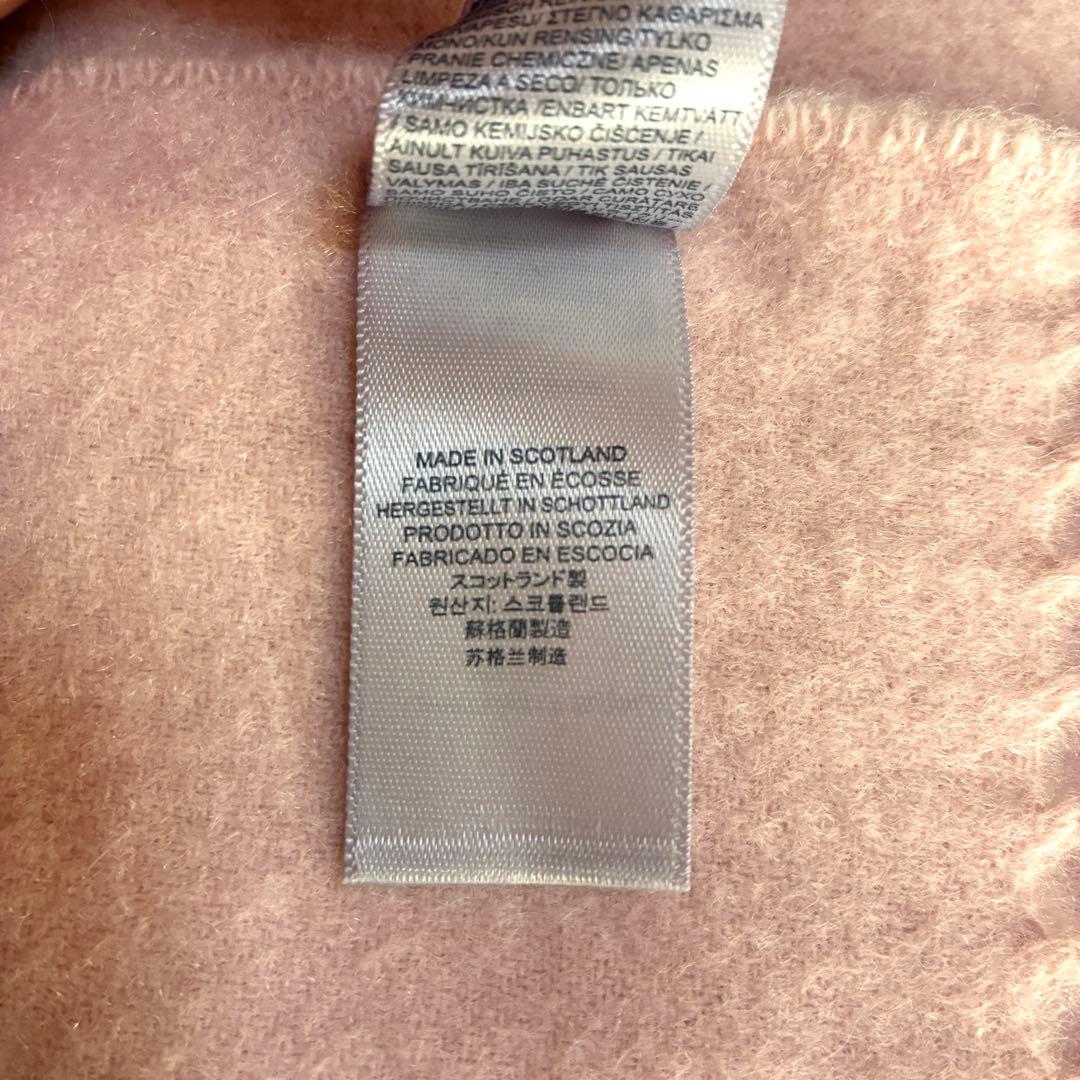 APESU/ ΣΤΕΓΝΟ ΚΑΘΑΡΙΣΜΑ
MONO/KUN RENSING/TYLKO
PRANIE CHEMICZNE/ APENAS
LIMPEZA A SECO/ ТОЛЬКО
ХИМЧИСТКА /ENBART KEMTVÄTT
/ SAMO KEMIJSKO ČIŠČENJE /
AINULT KUIVA PUHASTUS / TIKAI
SAUSA TĪRĪŠANA / TIK SAUSAS
VALYMAS / IBA SUCHÉ ČISTENIE /
MADE IN SCOTLAND
FABRIQUÉ EN ÉCOSSE
HERGESTELLT IN SCHOTTLAND
PRODOTTO IN SCOZIA
FABRICADO EN ESCOCIA
スコットランド製
원산지: 스코틀랜드
蘇格蘭製造
苏格兰制造